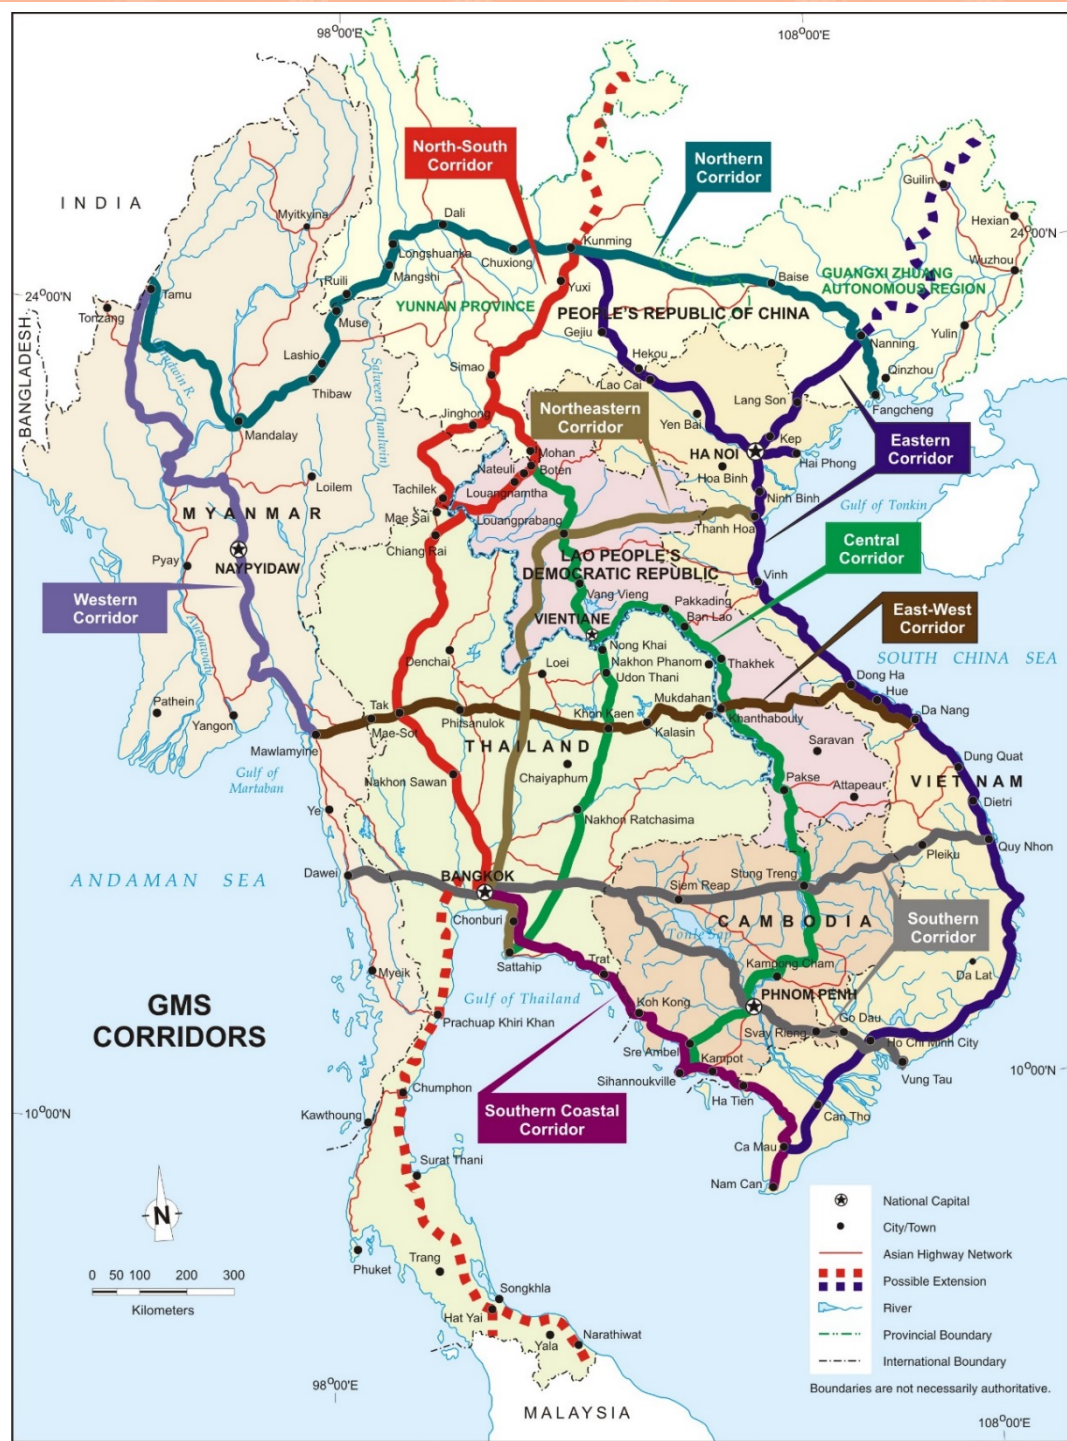 98°00'E
108°00'E
North-South
Corridor
Northern
Corridor
INDIA
Guilin
Hexian
24°00'N
Wuzhou
Myitkyina
Dali
Kunming
Longshuanka
Chuxiong
Mangshi
Baise
GUANGXI ZHUANG
AUTONOMOUS REGION
Ruili
Yuxi
24°00'N
Tamu
Tonzang
YUNNAN PROVINCE
PEOPLE'S REPUBLIC OF CHINA
Muse
Gejiu
Yulin
Nanning
BANGLADESH
Chindwin R.
Salween (Thanlwin)
Lashio
Hekou
Simao
Lao Cai
Qinzhou
Thibaw
Lang Son
Fangcheng
Northeastern
Corridor
Jinghong
Yen Bai
Mandalay
Kep
Eastern
Corridor
HA NOI
Mohan
Hai Phong
Nateuli
Boten
Hoa Binh
Loilem
Louangnamtha
Tachilek
Ninh Binh
Gulf of Tonkin
MYANMAR
Mae Sai
Louangprabang
Thanh Hoa
Chiang Rai
Central
Corridor
LAO PEOPLE'S
DEMOCRATIC REPUBLIC
Pyay
NAYPYIDAW
Vinh
Vang Vieng
Western
Corridor
Pakkading
VIENTIANE
Ban Lao
East-West
Corridor
Ayeyawady
Nong Khai
Denchai
Loei
Nakhon Phanom
Thakhek
SOUTH CHINA SEA
Udon Thani
Dong Ha
Pathein
Yangon
Tak
Mukdahan
Hue
Phitsanulok
Khon Kaen
Khanthabouly
Da Nang
Mae-Sot
Kalasin
Mawlamyine
THAILAND
Saravan
Dung Quat
Gulf of
Martaban
Chaiyaphum
Nakhon Sawan
Pakse
VIET NAM
Attapeau
Dietri
Ye
Nakhon Ratchasima
Quy Nhon
Pleiku
Dawei
BANGKOK
Stung Treng
ANDAMAN SEA
Siem Reap
Chonburi
CAMBODIA
Southern
Corridor
Tonle Sap
Sattahip
Trat
Kampong Cham
Da Lat
Myeik
Gulf of Thailand
PHNOM PENH
GMS
CORRIDORS
Koh Kong
Prachuap Khiri Khan
Go Dau
Svay Rieng
Ho Chi Minh City
Sre Ambel
Kampot
Vung Tau
10°00'N
Sihannoukville
Chumphon
Ha Tien
Southern Coastal
Corridor
10°00'N
Kawthoung
Can Tho
Ca Mau
Surat Thani
Nam Can
N
National Capital
City/Town
Asian Highway Network
Phuket
Trang
0 50 100 200 300
Kilometers
Possible Extension
Songkhla
Hat Yai
River
Yala
Narathiwat
Provincial Boundary
International Boundary
98°00'E
Boundaries are not necessarily authoritative.
MALAYSIA
108°00'E